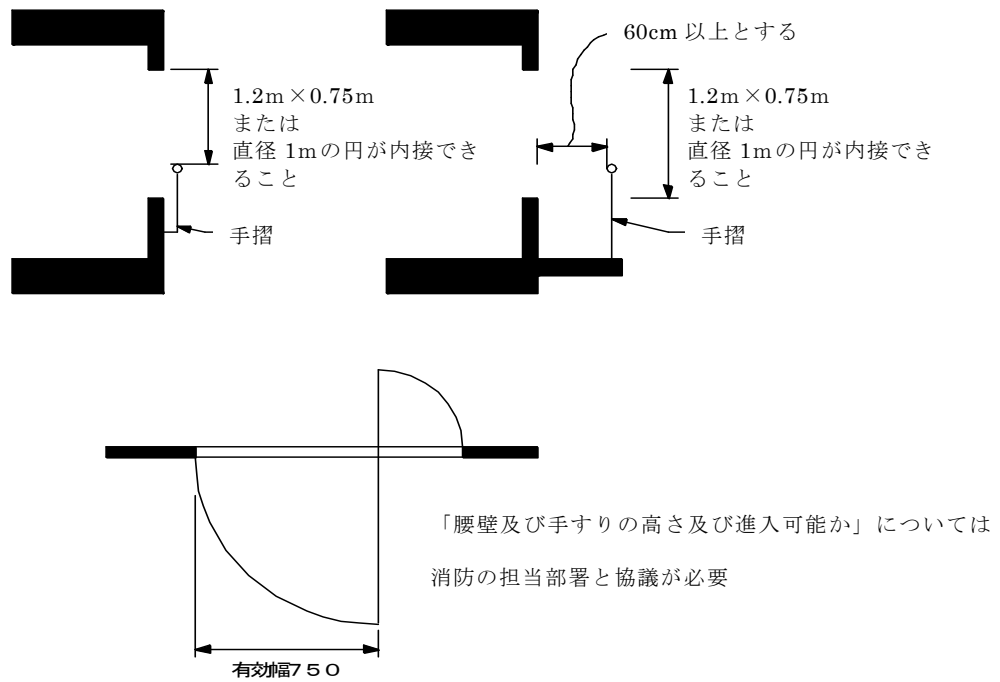 60cm 以上とする
1.2m×0.75m
または
直径 1mの円が内接でき
ること
手摺
1.2m×0.75m
または
直径 1mの円が内接でき
ること
手摺
「腰壁及び手すりの高さ及び進入可能か」については
消防の担当部署と協議が必要
有効幅７５０